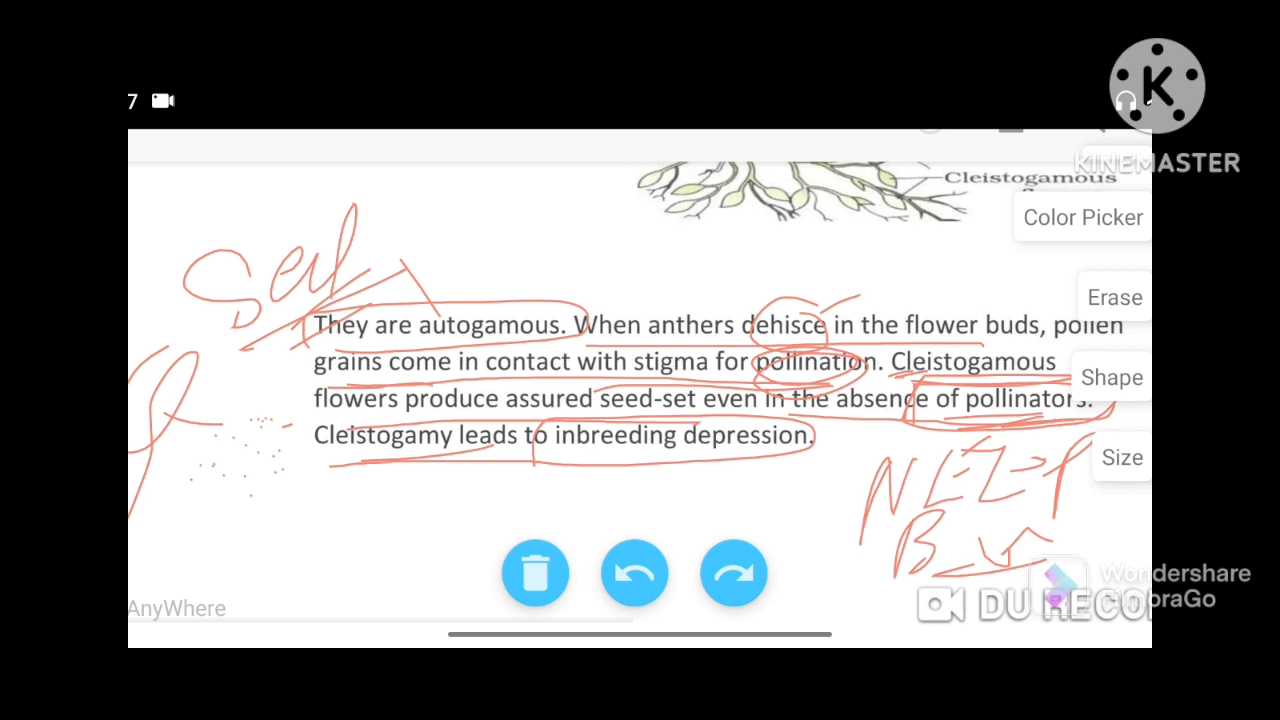 7
KINEMASTER
Cleistogamous
Color Picker
Erase
Shape
Size
Self
They are autogamous. When anthers dehisce in the flower buds, pollen
grains come in contact with stigma for pollination. Cleistogamous
flowers produce assured seed-set even in the absence of pollinators.
Cleistogamy leads to inbreeding depression.
AnyWhere
Wondershare
DU RECO